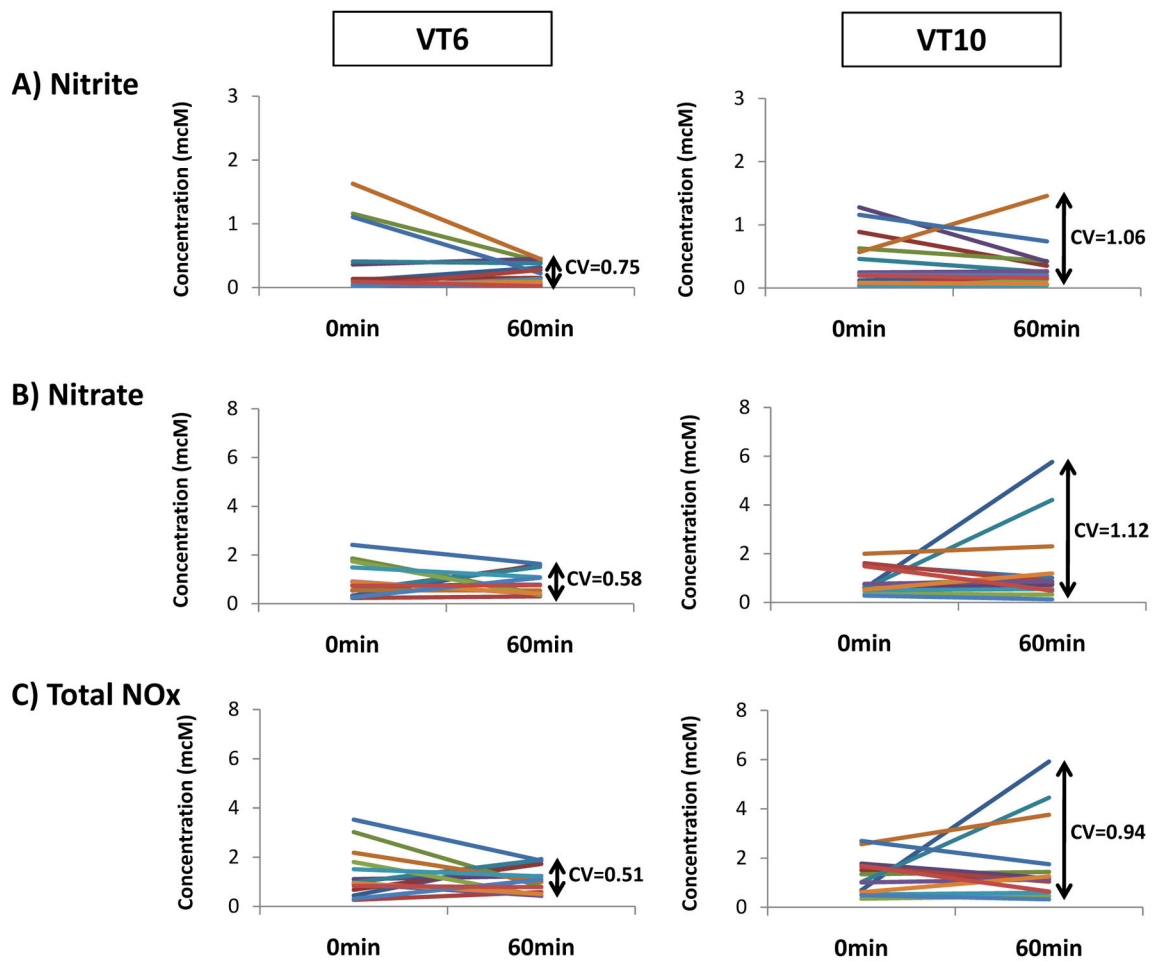 VT6
VT10
A) Nitrite
Concentration (mcM)
3
2
1
0
CV=0.75
0min
60min
Concentration (mcM)
3
2
1
0
CV=1.06
0min
60min
B) Nitrate
Concentration (mcM)
8
6
4
2
0
CV=0.58
0min
60min
Concentration (mcM)
8
6
4
2
0
CV=1.12
0min
60min
C) Total NOx
Concentration (mcM)
8
6
4
2
0
CV=0.51
0min
60min
Concentration (mcM)
8
6
4
2
0
CV=0.94
0min
60min